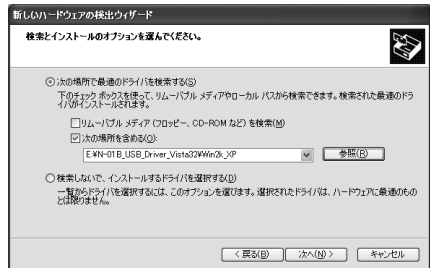 新しいハードウェアの検出ウィザード
検索とインストールのオプションを選んでください。
次の場所で最適のドライバを検索する(S)
下のチェック ボックスを使って、リムーバブル メディアやローカル パスから検索できます。検索された最適のドラ
イバがインストールされます。
リムーバブル メディア (フロッピー、CD-ROM など) を検索(M)
次の場所を含める(O):
E:¥N-01B_USB_Driver_Vista32¥Win2k_XP
参照(R)
検索しないで、インストールするドライバを選択する(D)
一覧からドライバを選択するには、このオプションを選びます。選択されたドライバは、ハードウェアに最適のもの
とは限りません。
< 戻る(B)
次へ(N) >
キャンセル